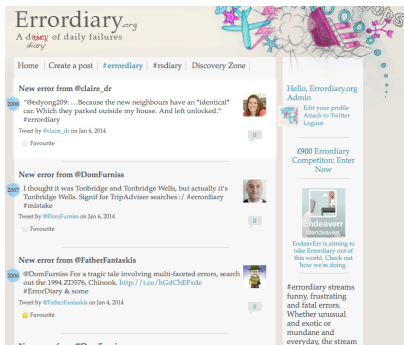 Errordiary.org
A dairy of daily failures
diary
Home Create a post #errordiary #rsdiary Discovery Zone
New error from @claire_dr
2008
"@edyong209: …Because the new neighbours have an *identical*
car. Which they parked outside my house. And left unlocked."
#errordiary
Tweet by @claire_dr on Jan 6, 2014
0
Favourite
New error from @DomFurniss
2007
I thought it was Tonbridge and Tonbridge Wells, but actually it's
Tunbridge Wells. Signif for TripAdviser searches :/ #errordiary
#mistake
Tweet by @DomFurniss on Jan 6, 2014
0
Favourite
New error from @FatherFantaskis
2006
@DomFurniss For a tragic tale involving multi-faceted errors, search
out the 1994 ZD576, Chinook. http://t.co/hGdChEFxde
#ErrorDiary & some
Tweet by @FatherFantaskis on Jan 4, 2014
0
Favourite
Hello, Errordiary.org
Admin
Edit your profile
Attach to Twitter
Logout
£900 Errordiary
Competiton: Enter
Now
Endeaverr
@endeaverr
EndeavErr is aiming to
take Errordiary out of
this world. Check out
how we're doing.
#errordiary streams
funny, frustrating
and fatal errors.
Whether unusual
and exotic or
mundane and
everyday, the stream